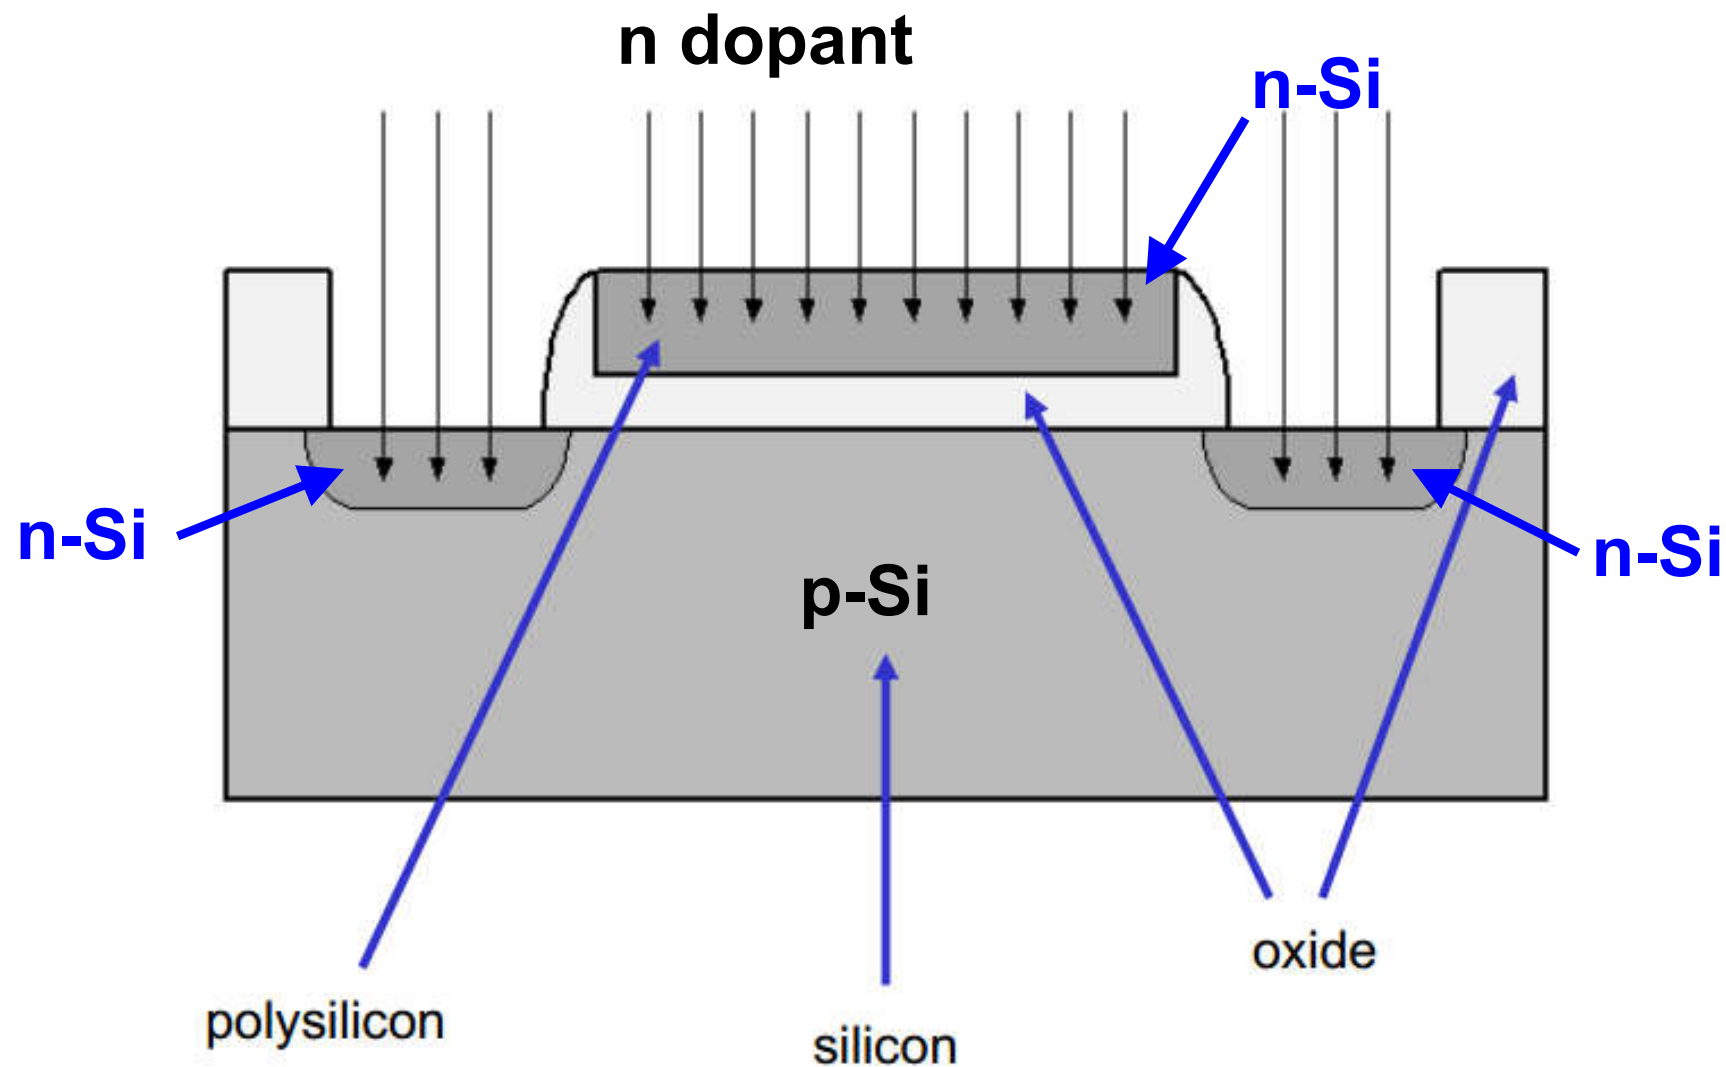 n dopant
n-Si
n-Si
n-Si
p-Si
oxide
polysilicon
silicon